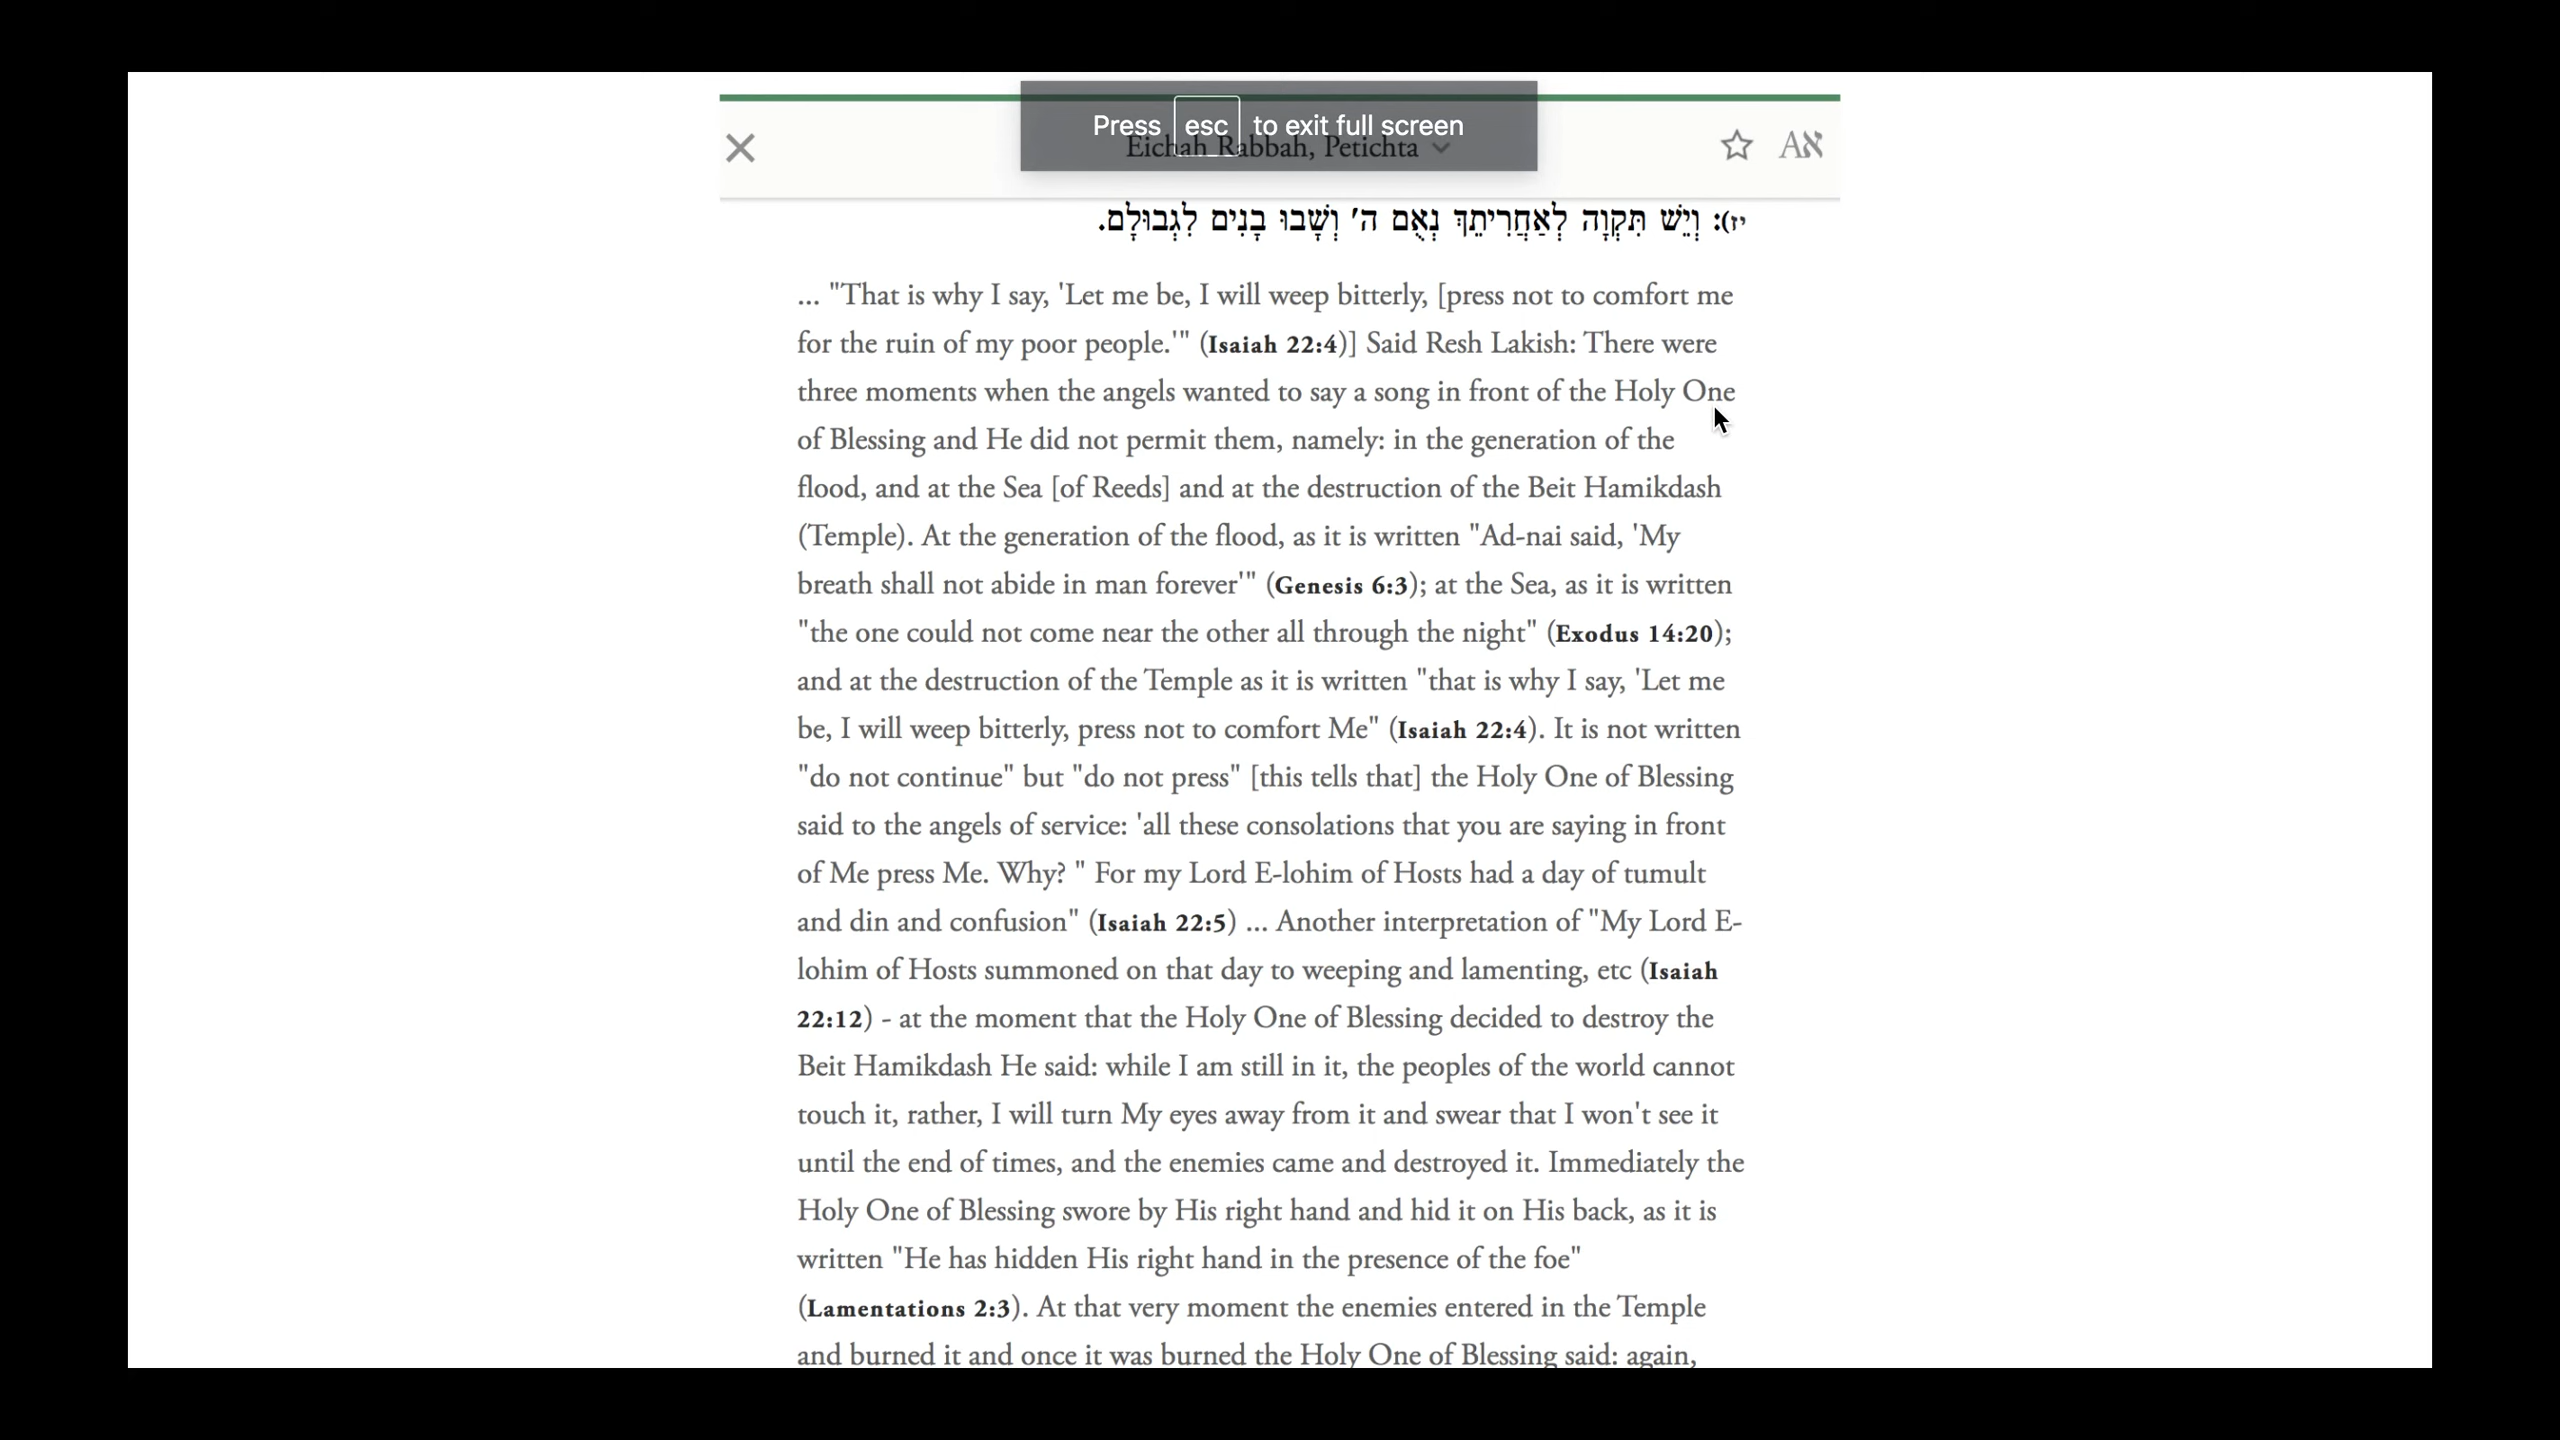 Press esc to exit full screen
Eichah Rabbah, Petichta
Aא
יז): וְיֵשׁ תִּקְוָה לְאַחֲרִיתֵךְ נְאֻם ה' וְשָׁבוּ בָנִים לִגְבוּלָם.
... "That is why I say, 'Let me be, I will weep bitterly, [press not to comfort me
for the ruin of my poor people.'" (Isaiah 22:4)] Said Resh Lakish: There were
three moments when the angels wanted to say a song in front of the Holy One
of Blessing and He did not permit them, namely: in the generation of the
flood, and at the Sea [of Reeds] and at the destruction of the Beit Hamikdash
(Temple). At the generation of the flood, as it is written "Ad-nai said, 'My
breath shall not abide in man forever'" (Genesis 6:3); at the Sea, as it is written
"the one could not come near the other all through the night" (Exodus 14:20);
and at the destruction of the Temple as it is written "that is why I say, 'Let me
be, I will weep bitterly, press not to comfort Me" (Isaiah 22:4). It is not written
"do not continue" but "do not press" [this tells that] the Holy One of Blessing
said to the angels of service: 'all these consolations that you are saying in front
of Me press Me. Why? " For my Lord E-lohim of Hosts had a day of tumult
and din and confusion" (Isaiah 22:5) ... Another interpretation of "My Lord E-
lohim of Hosts summoned on that day to weeping and lamenting, etc (Isaiah
22:12) - at the moment that the Holy One of Blessing decided to destroy the
Beit Hamikdash He said: while I am still in it, the peoples of the world cannot
touch it, rather, I will turn My eyes away from it and swear that I won't see it
until the end of times, and the enemies came and destroyed it. Immediately the
Holy One of Blessing swore by His right hand and hid it on His back, as it is
written "He has hidden His right hand in the presence of the foe"
(Lamentations 2:3). At that very moment the enemies entered in the Temple
and burned it and once it was burned the Holy One of Blessing said: again,